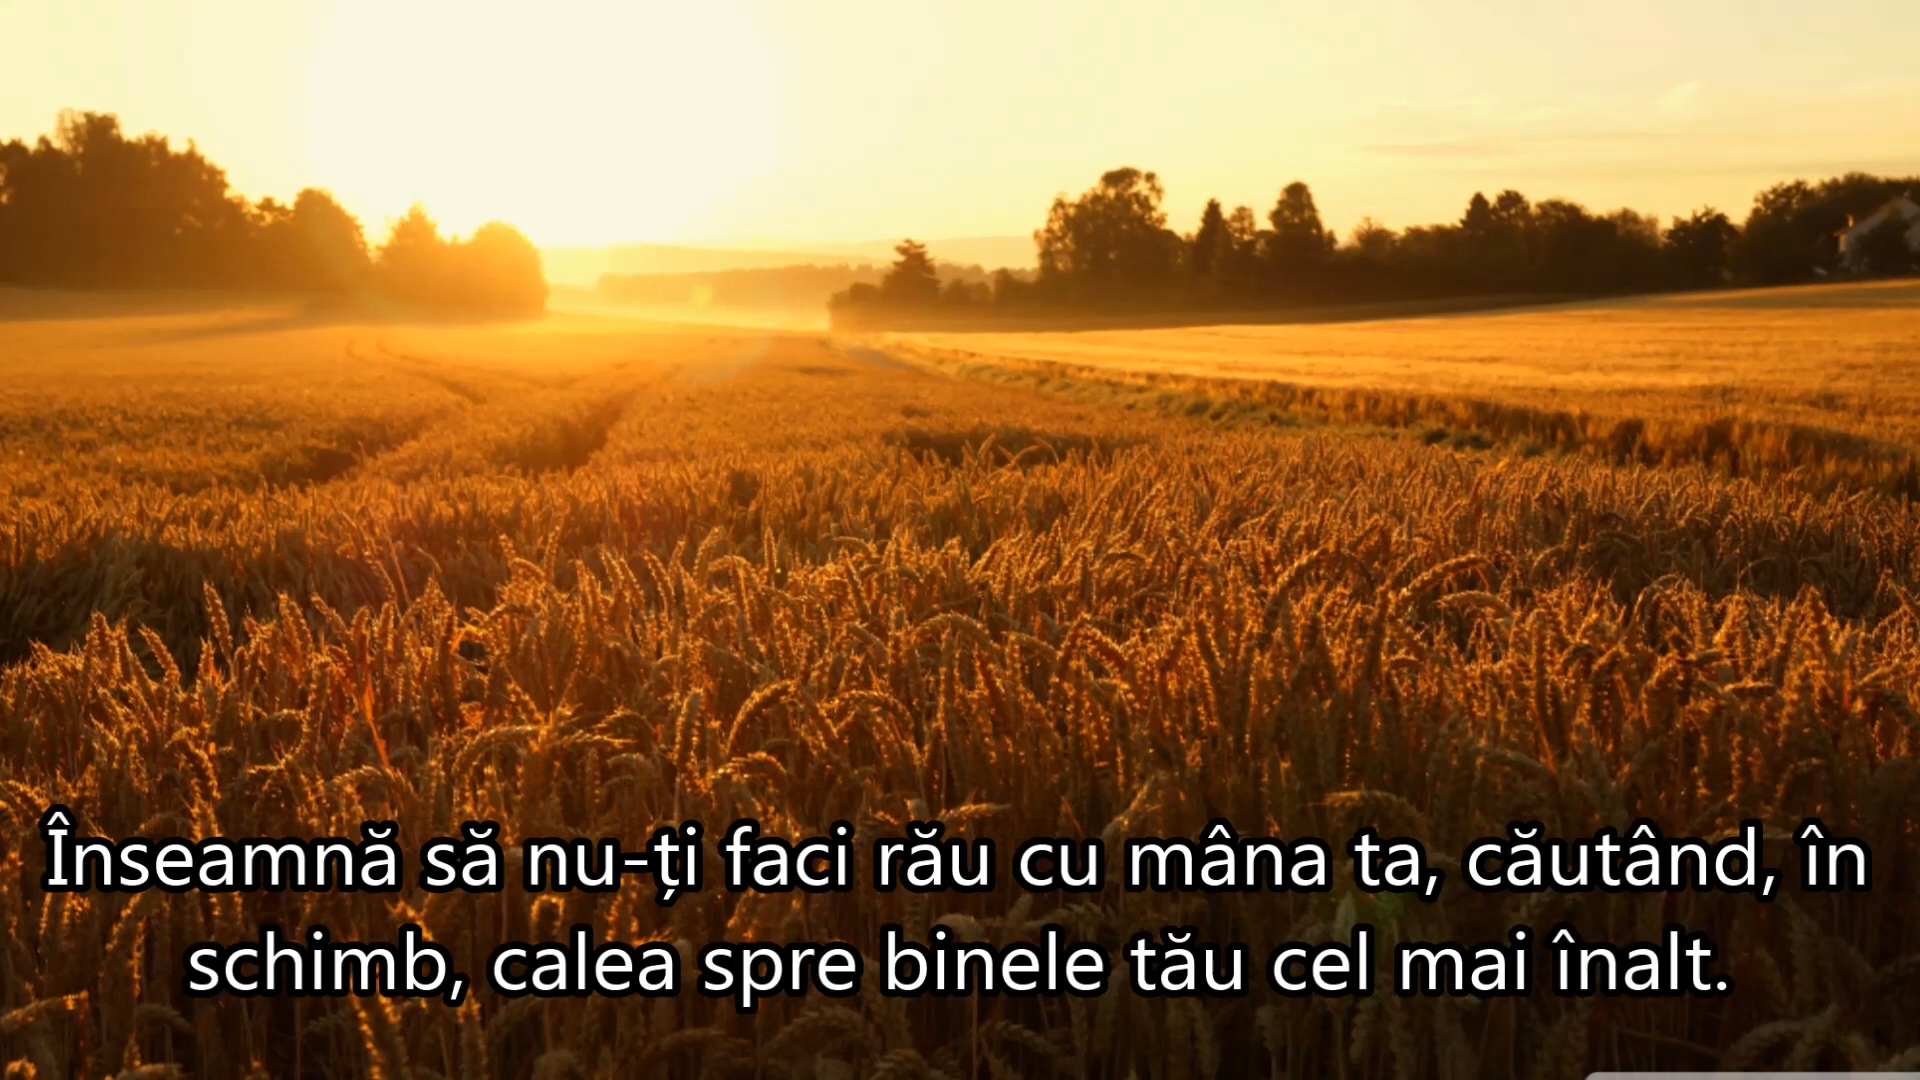 Înseamnă să nu-ți faci rău cu mâna ta, căutând, în
schimb, calea spre binele tău cel mai înalt.